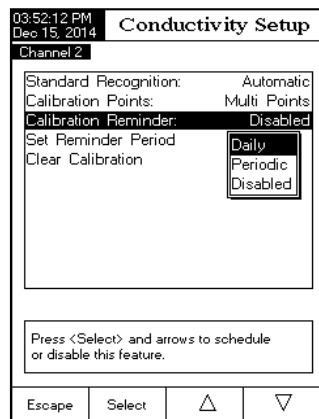 03:52:12 PM
Dec 15, 2014
Conductivity Setup
Channel 2
Standard Recognition: Automatic
Calibration Points: Multi Points
Calibration Reminder: Disabled
Set Reminder Period
Clear Calibration
Daily
Periodic
Disabled
Press <Select> and arrows to schedule
or disable this feature.
Escape Select